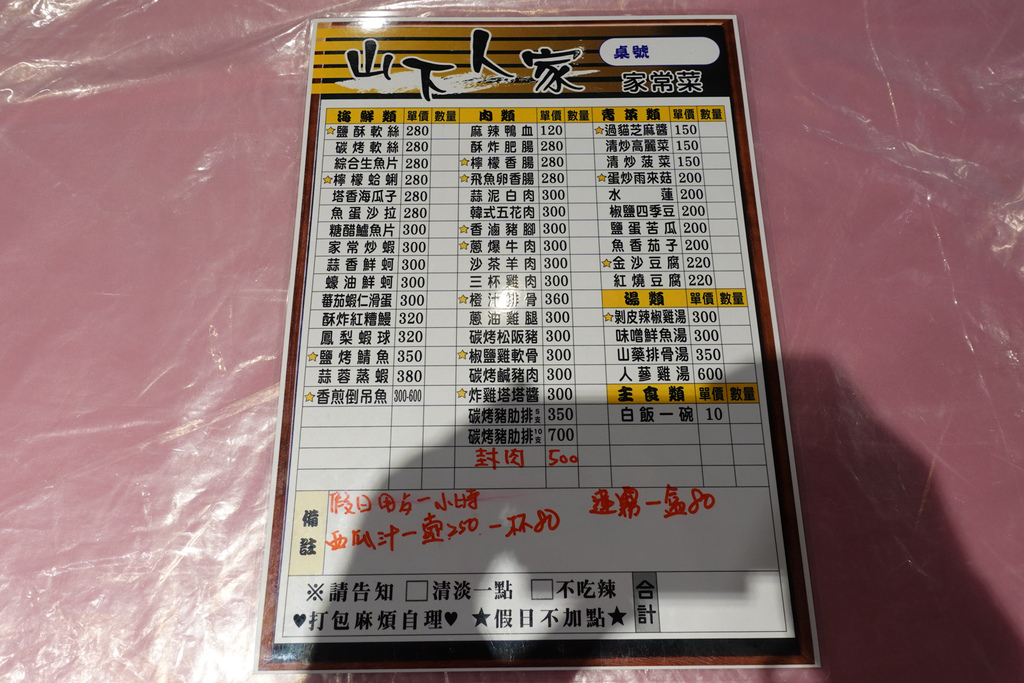 山下人家
桌號
家常菜
海鮮類 單價 數量
☆鹽酥軟絲 280
碳烤軟絲 280
綜合生魚片 280
☆檸檬蛤蜊 280
塔香海瓜子 280
魚蛋沙拉 280
糖醋鱸魚片 300
家常炒蝦 300
蒜香鮮蚵 300
蠔油鮮蚵 300
蕃茄蝦仁滑蛋 300
酥炸紅糟鰻 320
鳳梨蝦球 320
☆鹽烤鯖魚 350
蒜蓉蒸蝦 380
☆香煎倒吊魚 300-600
肉類 單價 數量
麻辣鴨血 120
酥炸肥腸 280
☆檸檬香腸 280
☆飛魚卵香腸 280
蒜泥白肉 300
韓式五花肉 300
☆香滷豬腳 300
☆蔥爆牛肉 300
沙茶羊肉 300
三杯雞肉 300
☆橙汁排骨 360
蔥油雞腿 300
碳烤松阪豬 300
☆椒鹽雞軟骨 300
碳烤鹹豬肉 300
☆炸雞塔塔醬 300
碳烤豬肋排5支 350
碳烤豬肋排10支 700
封肉 500
青菜類 單價 數量
☆過貓芝麻醬 150
清炒高麗菜 150
清炒菠菜 150
☆蛋炒雨來菇 200
水蓮 200
椒鹽四季豆 200
鹽蛋苦瓜 200
魚香茄子 200
☆金沙豆腐 220
紅燒豆腐 220
湯類 單價 數量
☆剝皮辣椒雞湯 300
味噌鮮魚湯 300
山藥排骨湯 350
人蔘雞湯 600
主食類 單價 數量
白飯一碗 10
備註
假日用歺一小時
西瓜汁一壺250 一杯80
一盒80
※請告知 □清淡一點 □不吃辣
♥打包麻煩自理♥ ★假日不加點★
合計